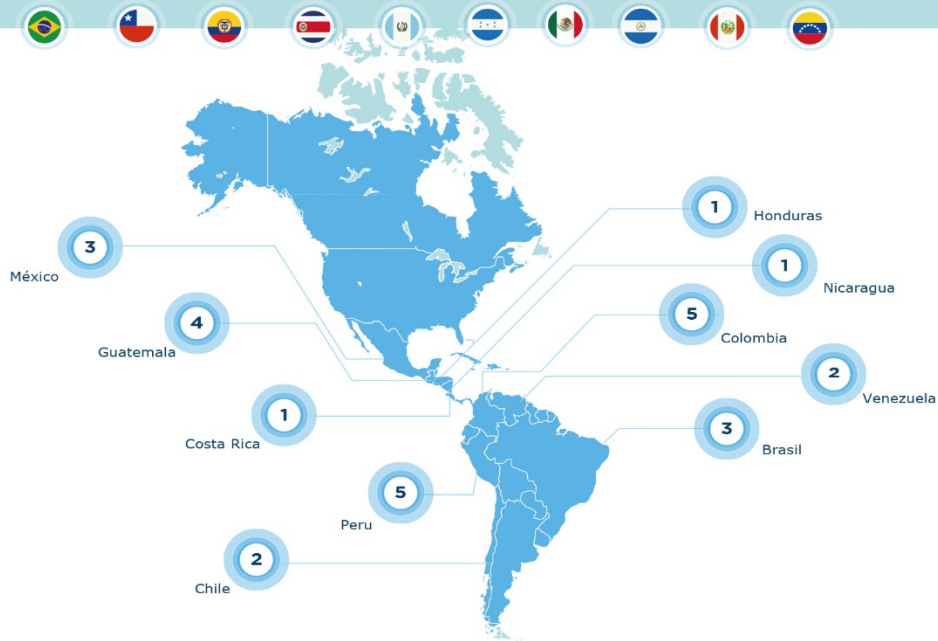 1
Honduras
3
México
1
Nicaragua
4
Guatemala
5
Colombia
2
Venezuela
1
Costa Rica
3
Brasil
5
Peru
2
Chile